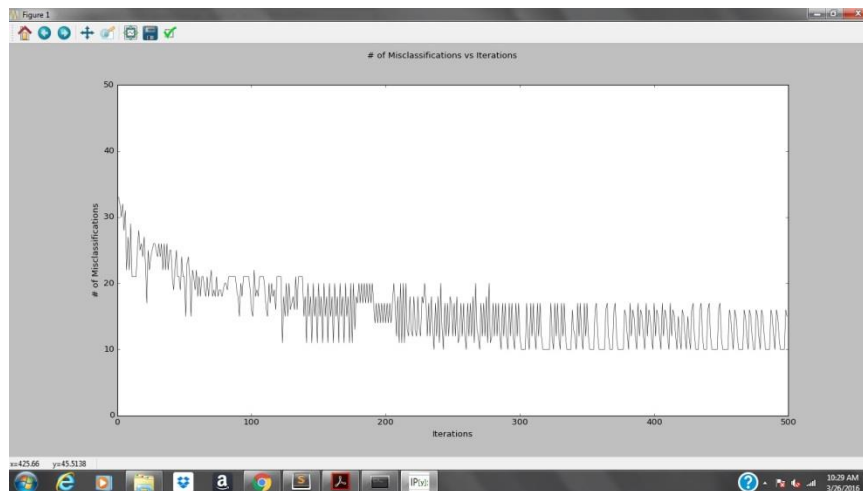 Figure 1
# of Misclassifications vs Iterations
50
40
30
20
10
0
# of Misclassifications
0 100 200 300 400 500
Iterations
x=425.66 y=45.5138
a
S
IP[y]:
?
10:29 AM
3/26/2016